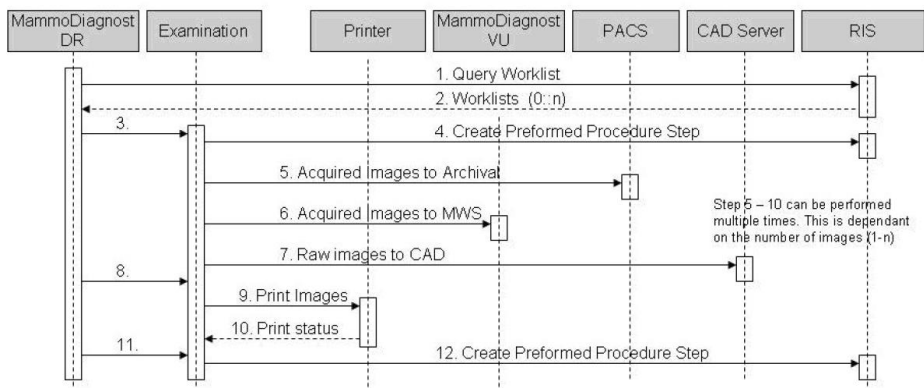 MammoDiagnost
DR
Examination
Printer
MammoDiagnost
VU
PACS
CAD Server
RIS
1. Query Worklist
2. Worklists (0::n)
3.
4. Create Preformed Procedure Step
5. Acquired Images to Archival
6. Acquired Images to MWS
Step 5 – 10 can be performed
multiple times. This is dependant
on the number of images (1-n)
7. Raw images to CAD
8.
9. Print Images
10. Print status
11.
12. Create Preformed Procedure Step